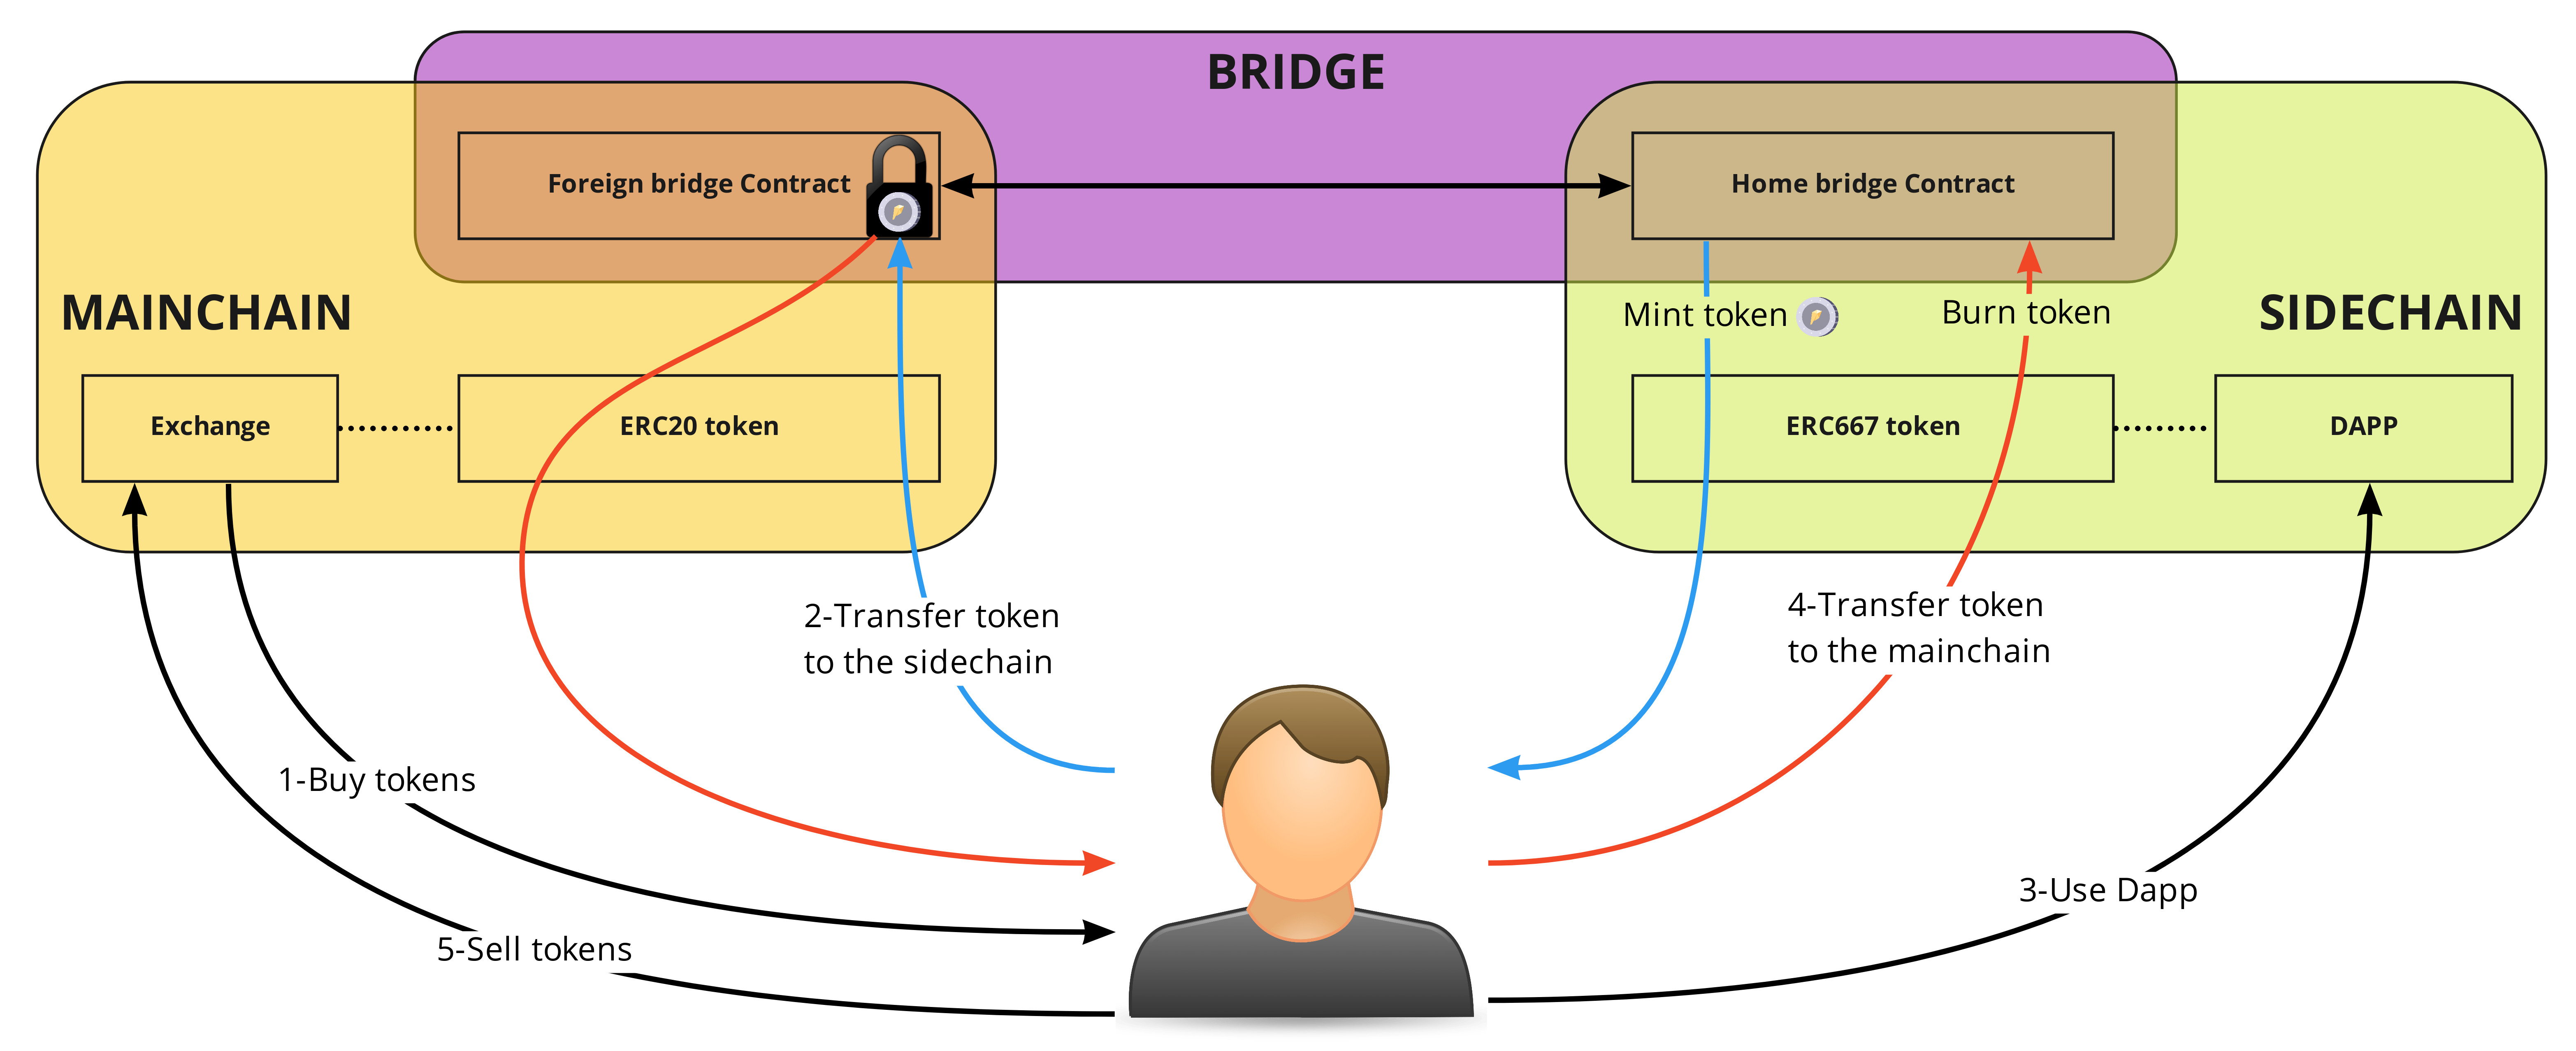 BRIDGE
Foreign bridge Contract
Home bridge Contract
MAINCHAIN
Mint token
Burn token
SIDECHAIN
Exchange
ERC20 token
ERC667 token
DAPP
2-Transfer token
to the sidechain
4-Transfer token
to the mainchain
1-Buy tokens
3-Use Dapp
5-Sell tokens